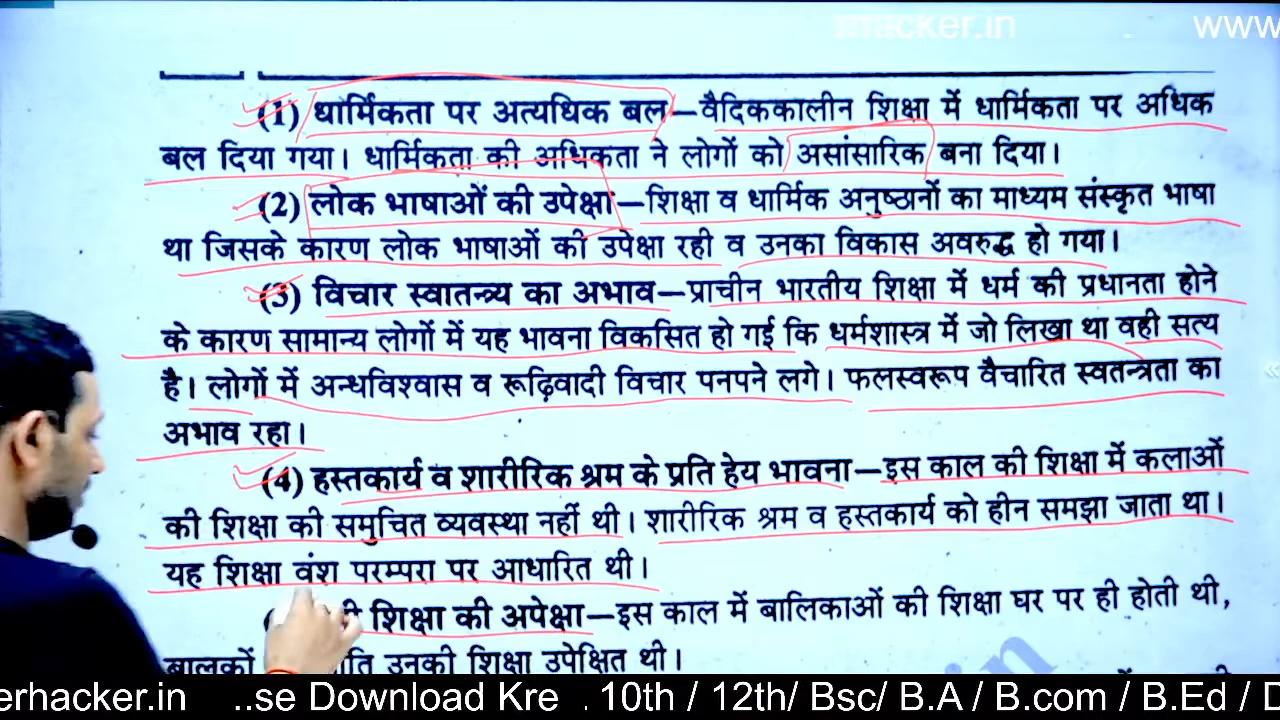 hacker.in www
(1) धार्मिकता पर अत्यधिक बल–वैदिककालीन शिक्षा में धार्मिकता पर अधिक
बल दिया गया। धार्मिकता की अधिकता ने लोगों को असांसारिक बना दिया।
(2) लोक भाषाओं की उपेक्षा–शिक्षा व धार्मिक अनुष्ठानों का माध्यम संस्कृत भाषा
था जिसके कारण लोक भाषाओं की उपेक्षा रही व उनका विकास अवरुद्ध हो गया।
(3) विचार स्वातन्त्र्य का अभाव–प्राचीन भारतीय शिक्षा में धर्म की प्रधानता होने
के कारण सामान्य लोगों में यह भावना विकसित हो गई कि धर्मशास्त्र में जो लिखा था वही सत्य
है। लोगों में अन्धविश्वास व रूढ़िवादी विचार पनपने लगे। फलस्वरूप वैचारित स्वतन्त्रता का
अभाव रहा।
(4) हस्तकार्य व शारीरिक श्रम के प्रति हेय भावना–इस काल की शिक्षा में कलाओं
की शिक्षा की समुचित व्यवस्था नहीं थी। शारीरिक श्रम व हस्तकार्य को हीन समझा जाता था।
यह शिक्षा वंश परम्परा पर आधारित थी।
शिक्षा की अपेक्षा–इस काल में बालिकाओं की शिक्षा घर पर ही होती थी,
बालकों उनकी शिक्षा उपेक्षित थी।
erhacker.in ..se Download Kre . 10th / 12th/ Bsc/ B.A / B.com / B.Ed / D